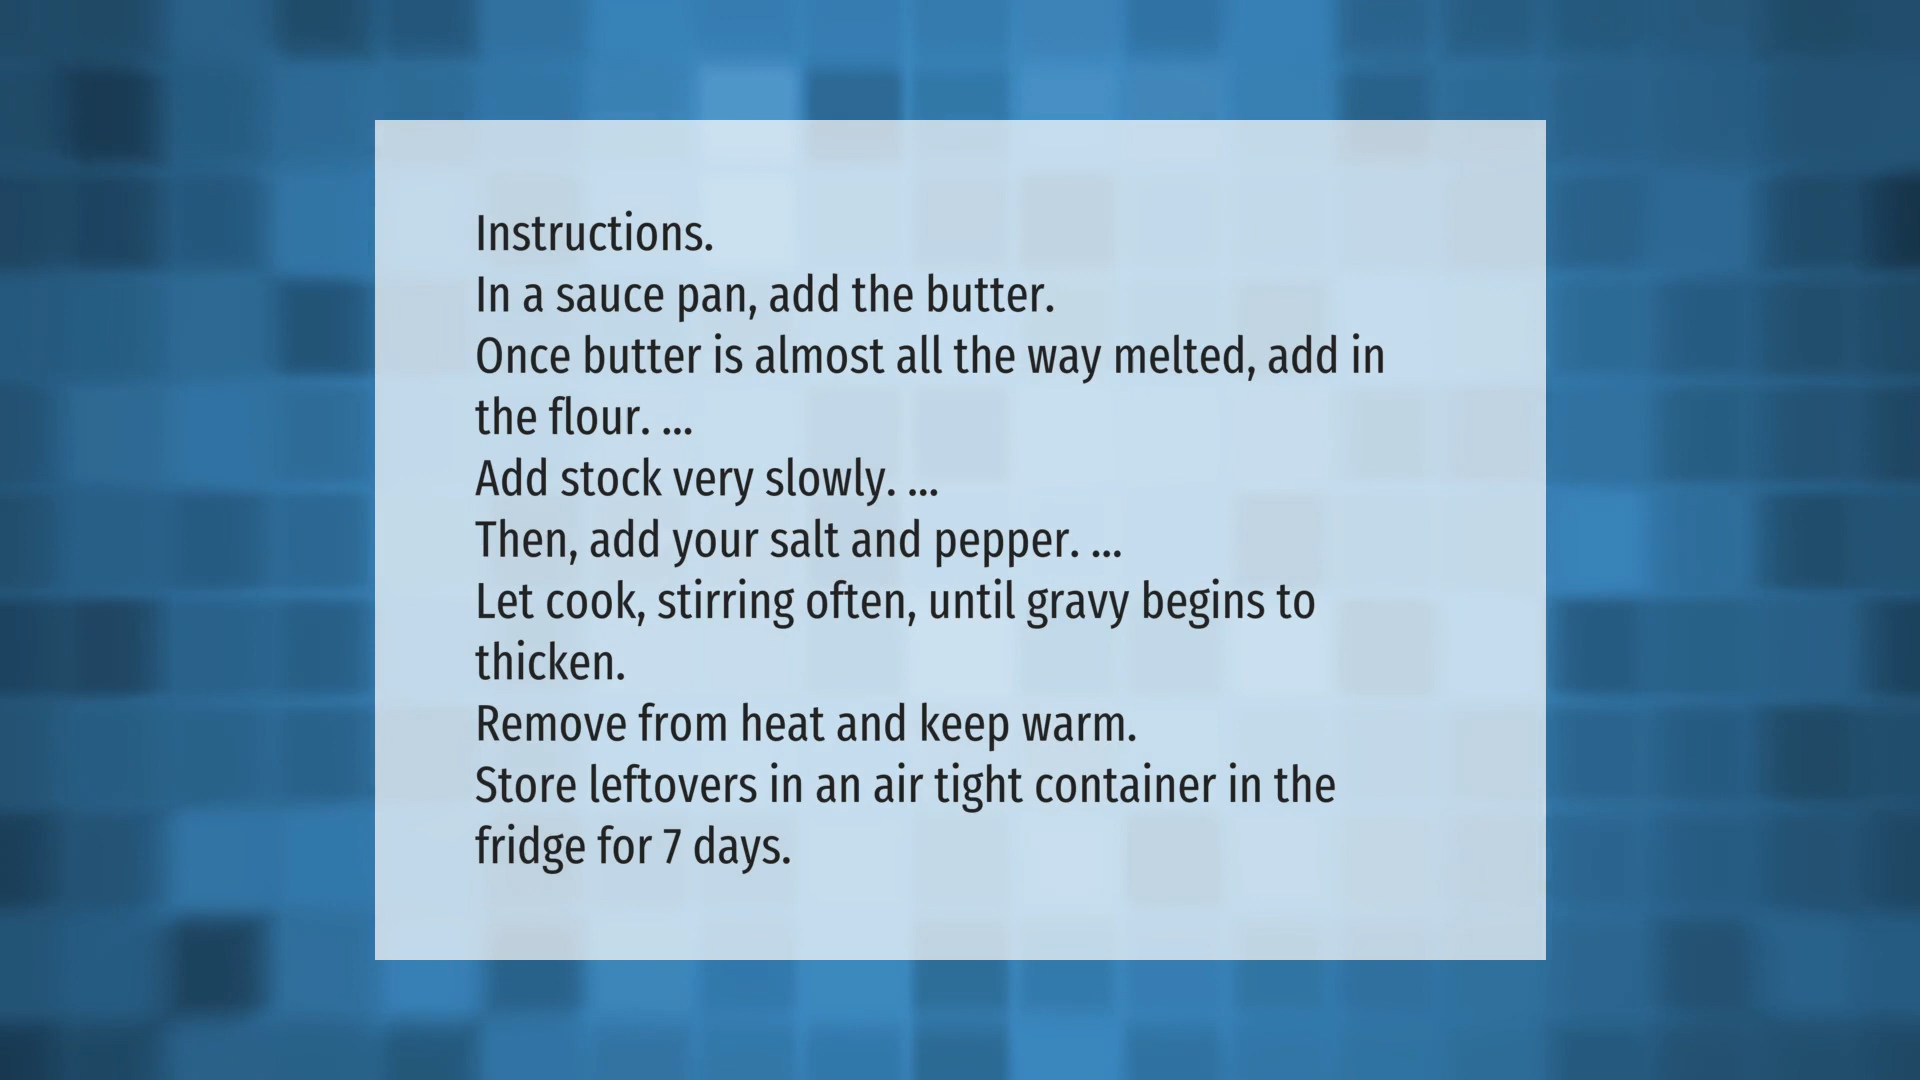 Instructions.
In a sauce pan, add the butter.
Once butter is almost all the way melted, add in
the flour. ...
Add stock very slowly. ...
Then, add your salt and pepper. ...
Let cook, stirring often, until gravy begins to
thicken.
Remove from heat and keep warm.
Store leftovers in an air tight container in the
fridge for 7 days.